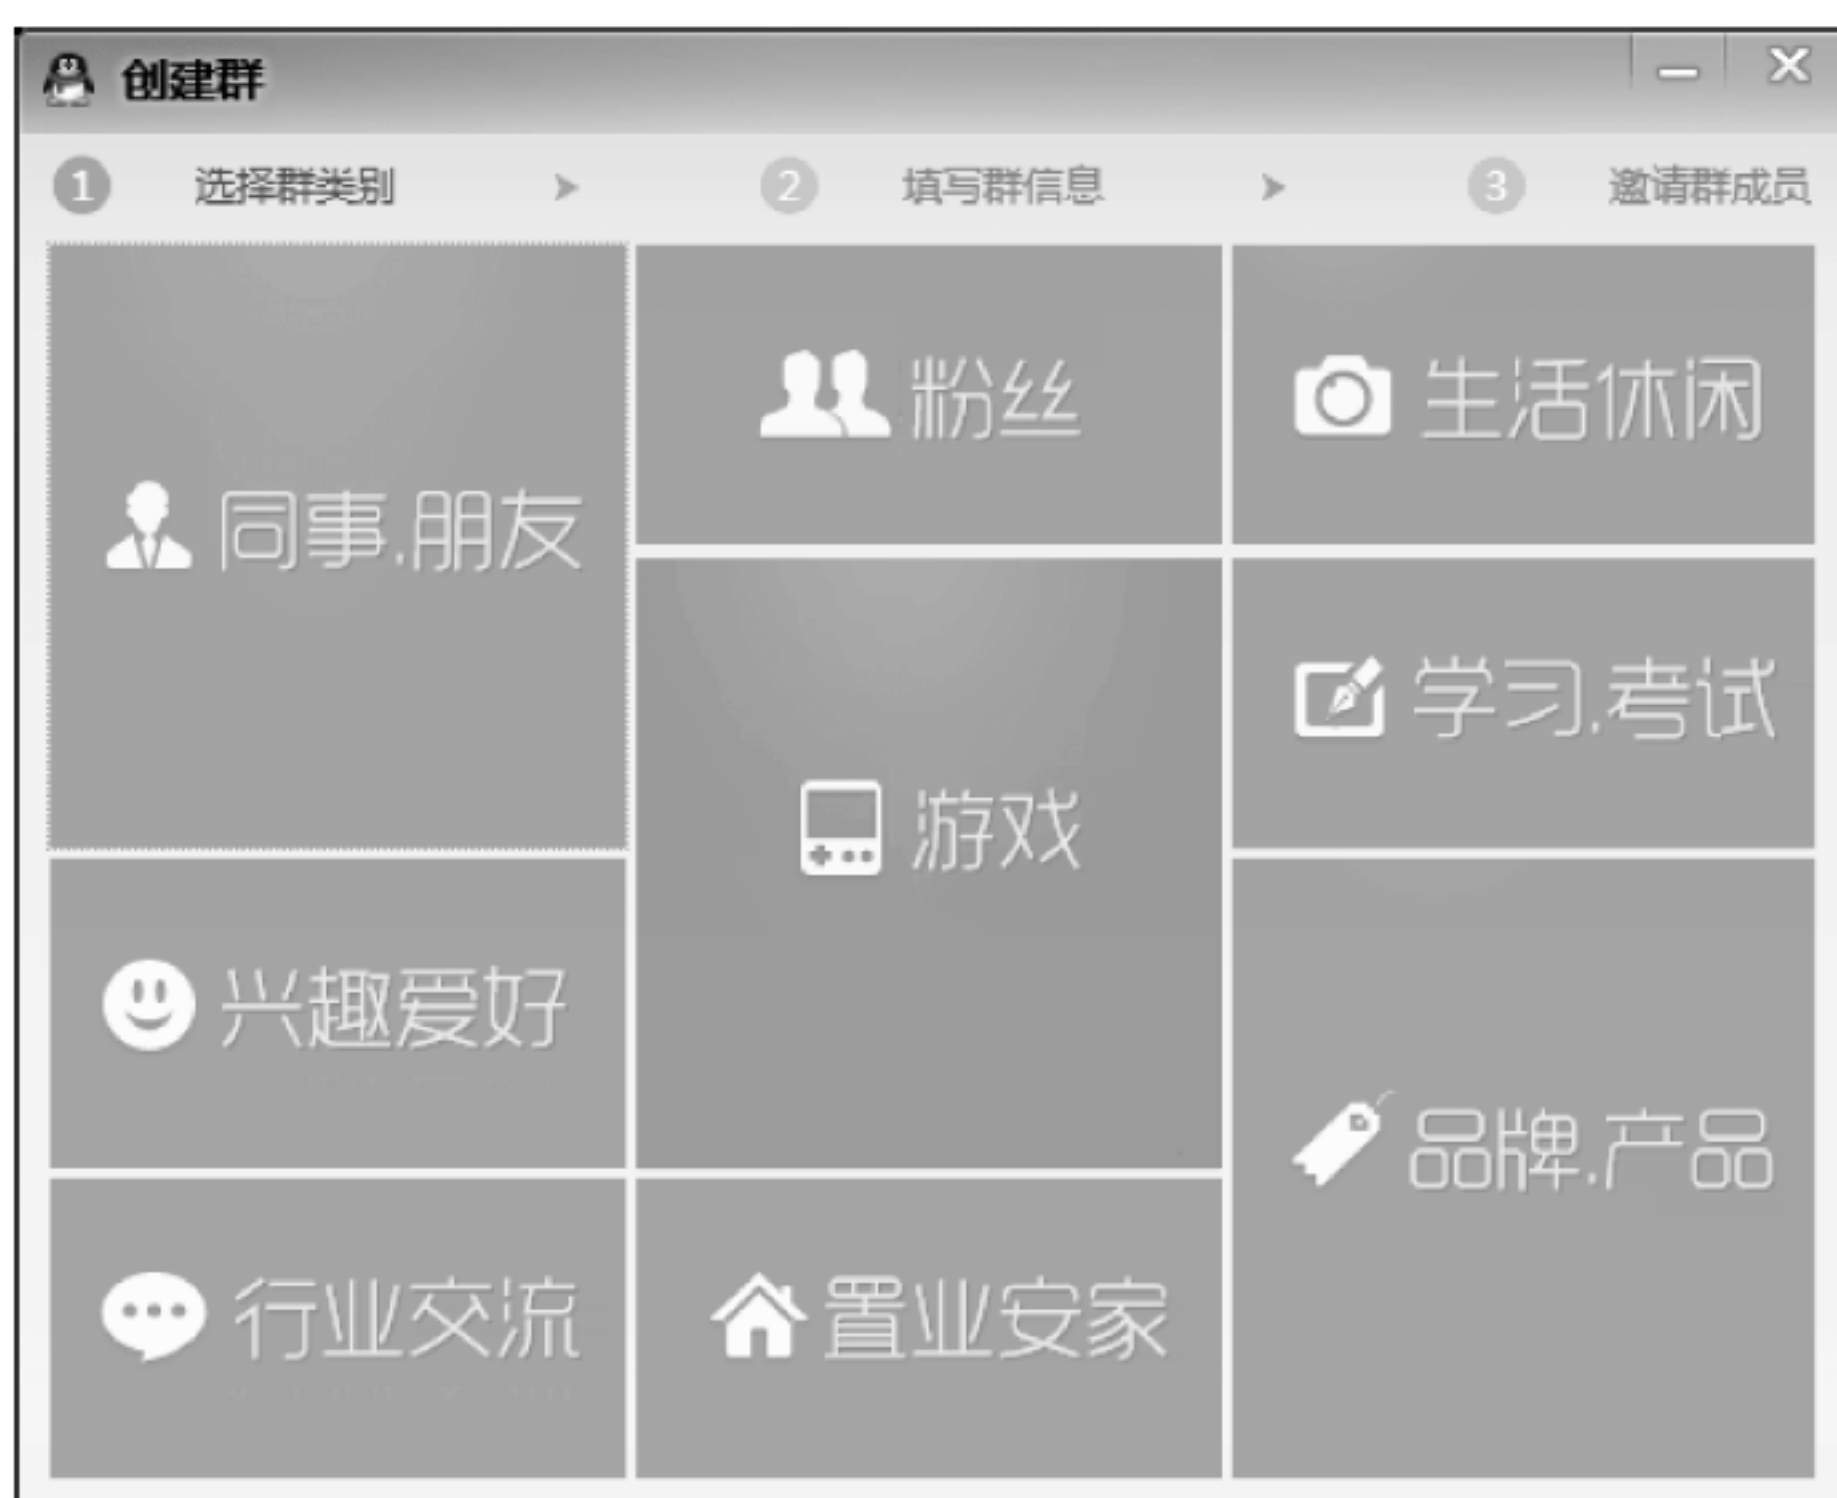 创建群
1 选择群类别 > 2 填写群信息 > 3 邀请群成员
同事.朋友
粉丝
生活休闲
游戏
学习.考试
兴趣爱好
品牌.产品
行业交流
置业安家